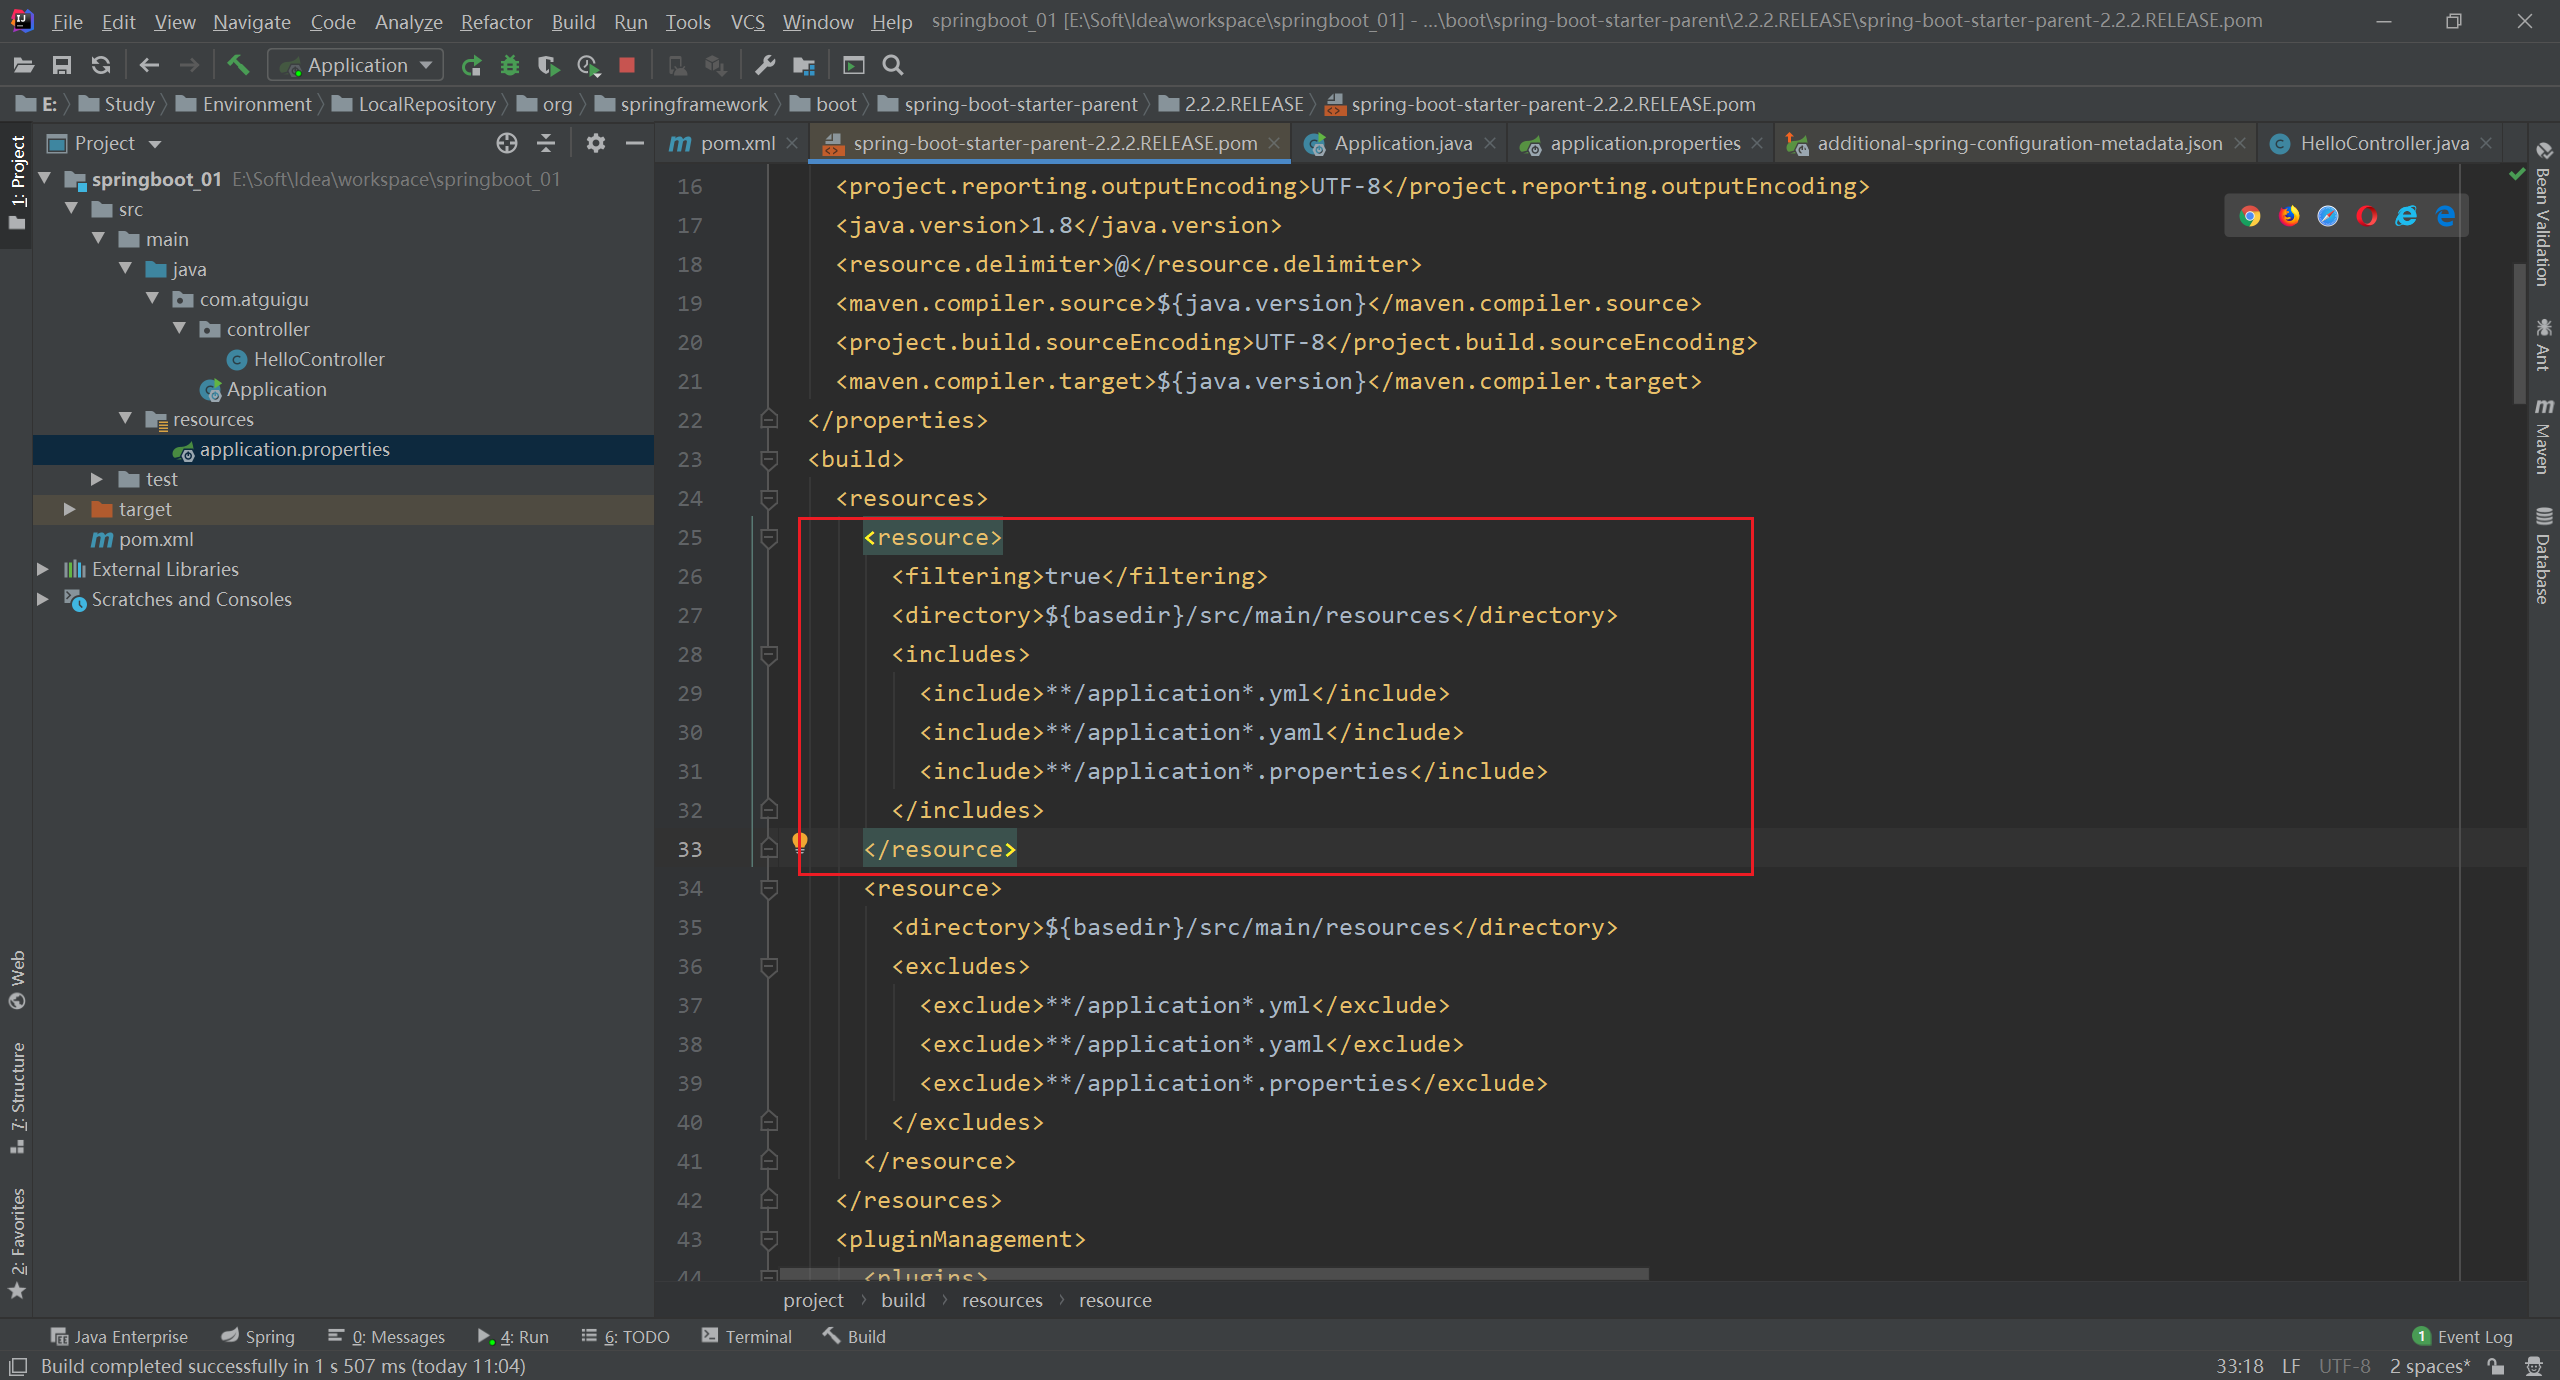 File Edit View Navigate Code Analyze Refactor Build Run Tools VCS Window Help springboot_01 [E:\Soft\Idea\workspace\springboot_01] - ...\boot\spring-boot-starter-parent\2.2.2.RELEASE\spring-boot-starter-parent-2.2.2.RELEASE.pom
Application
E: Study Environment LocalRepository org springframework boot spring-boot-starter-parent 2.2.2.RELEASE spring-boot-starter-parent-2.2.2.RELEASE.pom
1: Project
Project
pom.xml spring-boot-starter-parent-2.2.2.RELEASE.pom Application.java application.properties additional-spring-configuration-metadata.json HelloController.java
springboot_01 E:\Soft\Idea\workspace\springboot_01
src
main
java
com.atguigu
controller
HelloController
Application
resources
application.properties
test
target
pom.xml
External Libraries
Scratches and Consoles
Web
7: Structure
2: Favorites
16 <project.reporting.outputEncoding>UTF-8</project.reporting.outputEncoding>
17 <java.version>1.8</java.version>
18 <resource.delimiter>@</resource.delimiter>
19 <maven.compiler.source>${java.version}</maven.compiler.source>
20 <project.build.sourceEncoding>UTF-8</project.build.sourceEncoding>
21 <maven.compiler.target>${java.version}</maven.compiler.target>
22 </properties>
23 <build>
24 <resources>
25 <resource>
26 <filtering>true</filtering>
27 <directory>${basedir}/src/main/resources</directory>
28 <includes>
29 <include>**/application*.yml</include>
30 <include>**/application*.yaml</include>
31 <include>**/application*.properties</include>
32 </includes>
33 </resource>
34 <resource>
35 <directory>${basedir}/src/main/resources</directory>
36 <excludes>
37 <exclude>**/application*.yml</exclude>
38 <exclude>**/application*.yaml</exclude>
39 <exclude>**/application*.properties</exclude>
40 </excludes>
41 </resource>
42 </resources>
43 <pluginManagement>
44 <plugins>
Bean Validation
Ant
Maven
Database
project build resources resource
Java Enterprise Spring 0: Messages 4: Run 6: TODO Terminal Build 1 Event Log
Build completed successfully in 1 s 507 ms (today 11:04) 33:18 LF UTF-8 2 spaces*